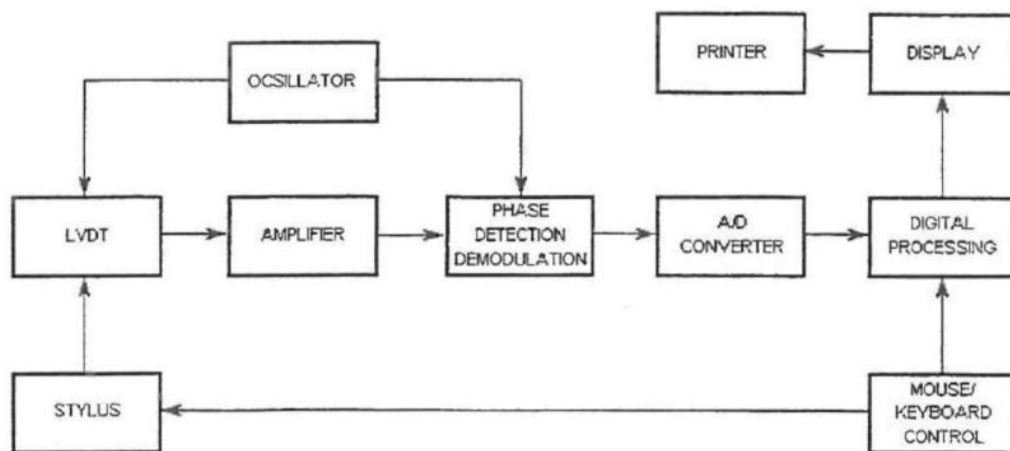 PRINTER
DISPLAY
OCSILLATOR
LVDT
AMPLIFIER
PHASE
DETECTION
DEMODULATION
A/D
CONVERTER
DIGITAL
PROCESSING
STYLUS
MOUSE/
KEYBOARD
CONTROL